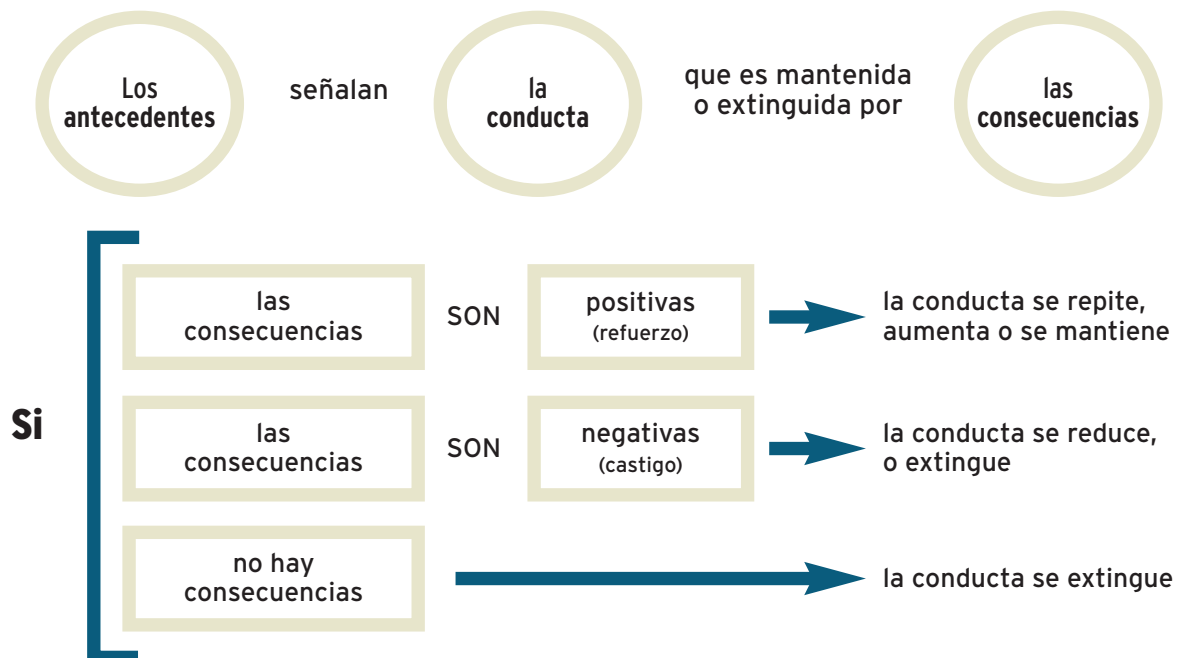 Los
antecedentes
señalan
la
conducta
que es mantenida
o extinguida por
las
consecuencias
Si
las
consecuencias
SON
positivas
(refuerzo)
la conducta se repite,
aumenta o se mantiene
las
consecuencias
SON
negativas
(castigo)
la conducta se reduce,
o extingue
no hay
consecuencias
la conducta se extingue